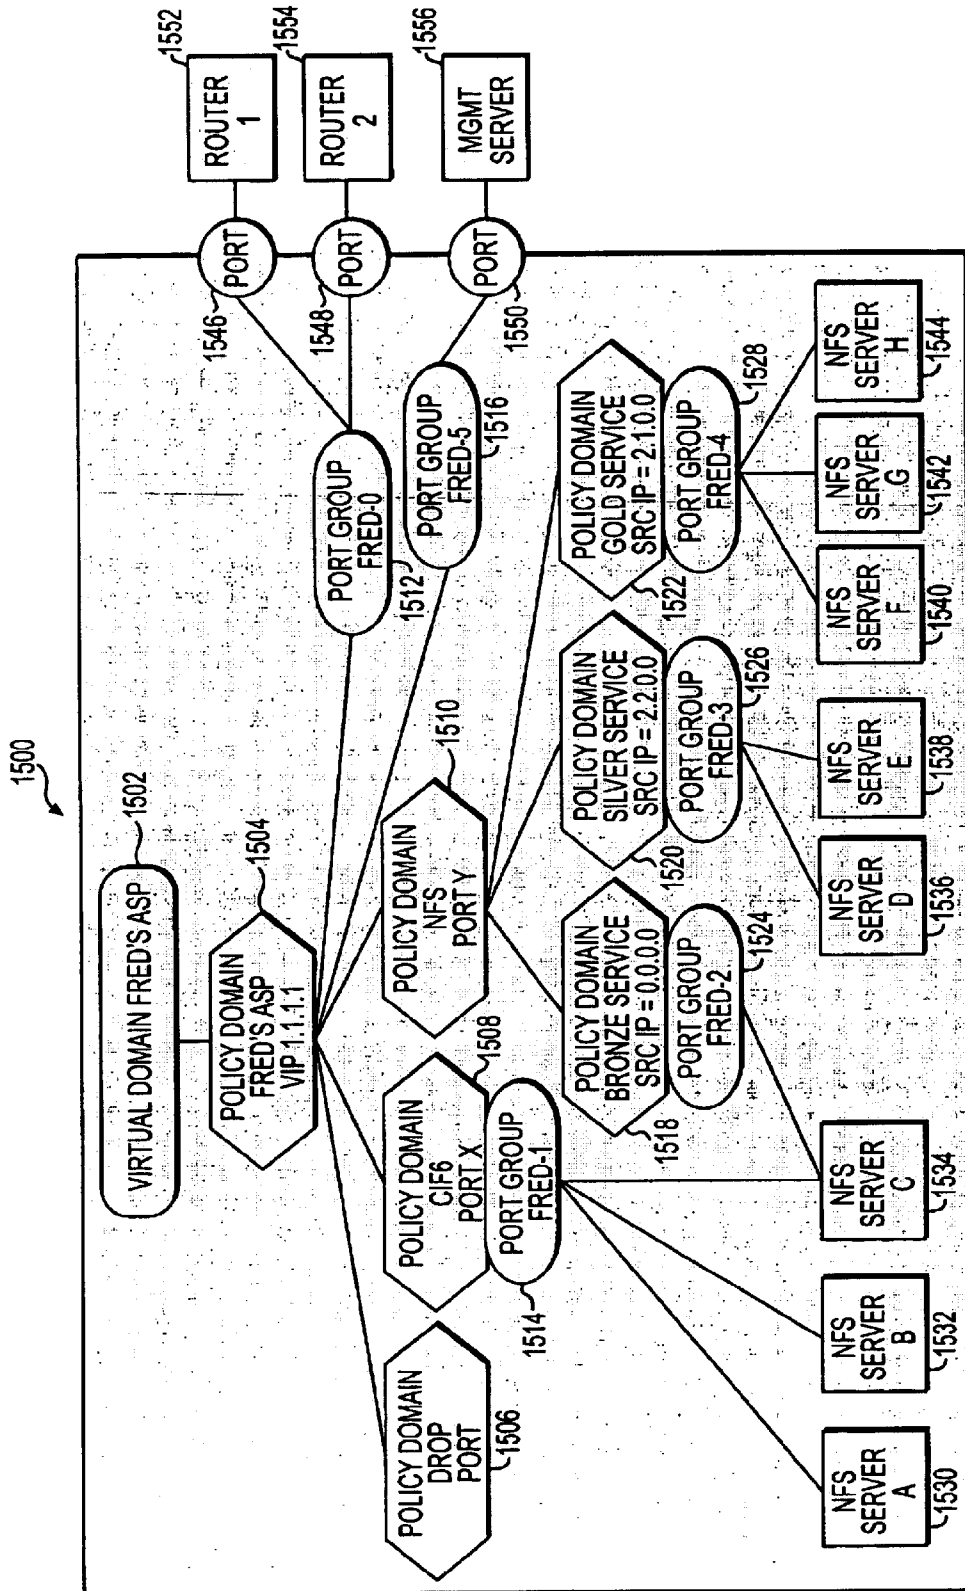 1500
VIRTUAL DOMAIN FRED'S ASP
1502
POLICY DOMAIN
FRED'S ASP
VIP 1.1.1.1
1504
POLICY DOMAIN
DROP
PORT
1506
POLICY DOMAIN
CIF6
PORT X
1508
PORT GROUP
FRED-1
1514
POLICY DOMAIN
NFS
PORT Y
1510
PORT GROUP
FRED-0
1512
PORT GROUP
FRED-5
1516
PORT
1546
PORT
1548
PORT
1550
ROUTER
1
1552
ROUTER
2
1554
MGMT
SERVER
1556
POLICY DOMAIN
BRONZE SERVICE
SRC IP = 0.0.0.0
1518
PORT GROUP
FRED-2
1524
POLICY DOMAIN
SILVER SERVICE
SRC IP = 2.2.0.0
1520
PORT GROUP
FRED-3
1526
POLICY DOMAIN
GOLD SERVICE
SRC IP = 2.1.0.0
1522
PORT GROUP
FRED-4
1528
NFS
SERVER
A
1530
NFS
SERVER
B
1532
NFS
SERVER
C
1534
NFS
SERVER
D
1536
NFS
SERVER
E
1538
NFS
SERVER
F
1540
NFS
SERVER
G
1542
NFS
SERVER
H
1544